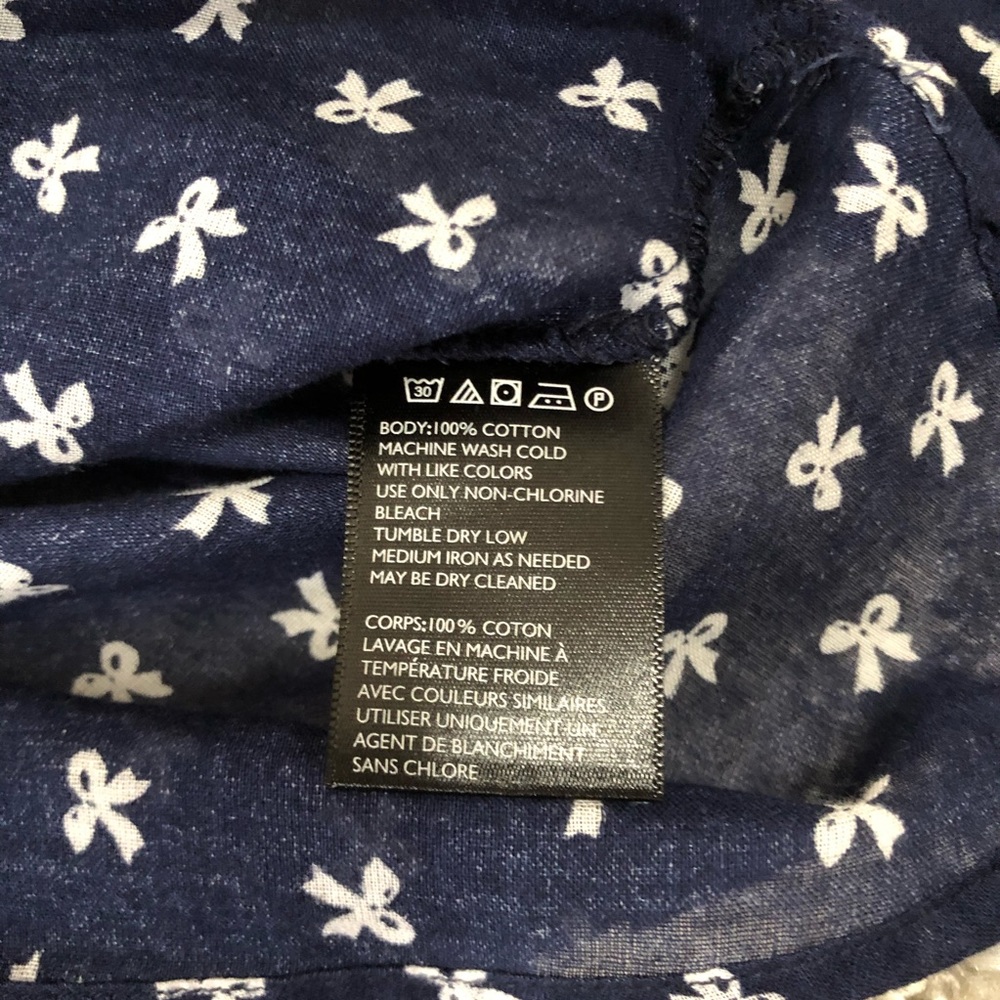 30 P
BODY:100% COTTON
MACHINE WASH COLD
WITH LIKE COLORS
USE ONLY NON-CHLORINE
BLEACH
TUMBLE DRY LOW
MEDIUM IRON AS NEEDED
MAY BE DRY CLEANED
CORPS:100% COTON
LAVAGE EN MACHINE À
TEMPÉRATURE FROIDE
AVEC COULEURS SIMILAIRES
UTILISER UNIQUEMENT UN
AGENT DE BLANCHIMENT
SANS CHLORE